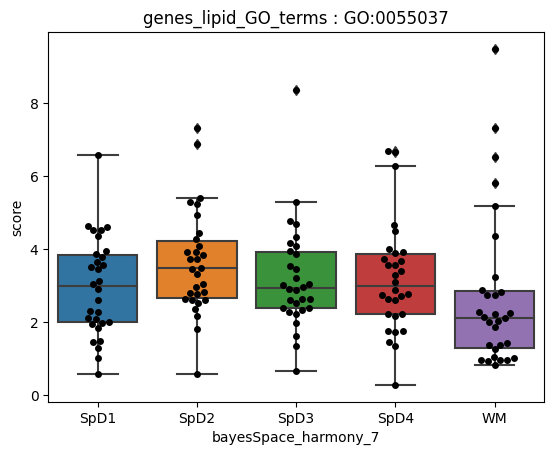 genes_lipid_GO_terms : GO:0055037
8
6
4
2
0
score
SpD1 SpD2 SpD3 SpD4 WM
bayesSpace_harmony_7